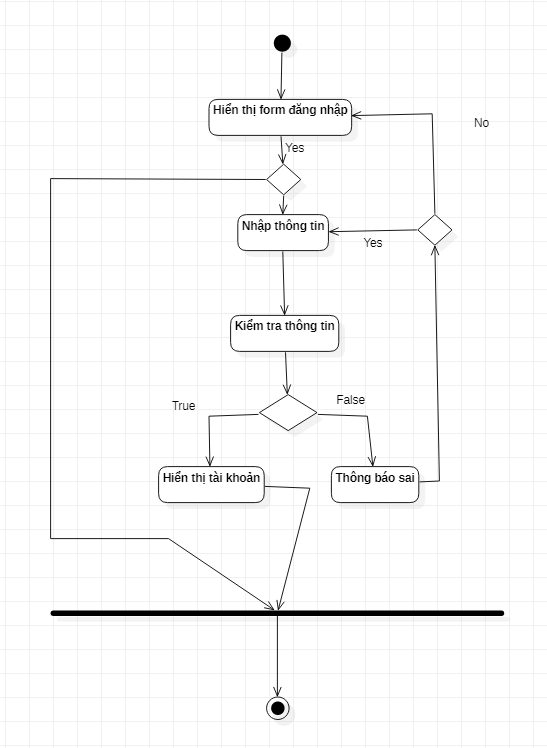 Hiển thị form đăng nhập
No
Yes
Nhập thông tin
Yes
Kiểm tra thông tin
True
False
Hiển thị tài khoản
Thông báo sai